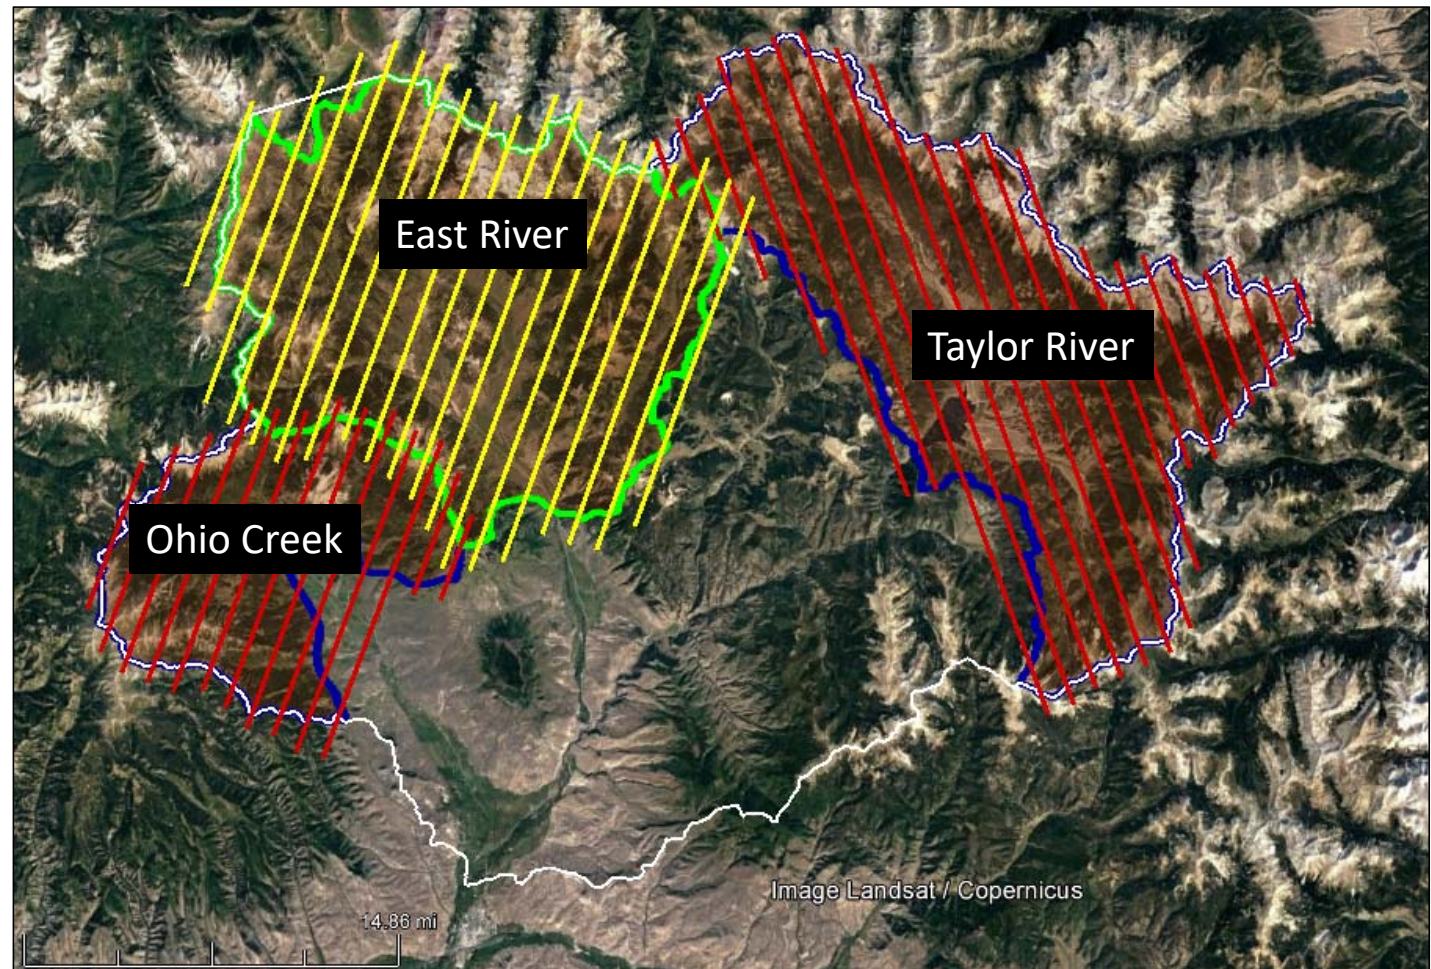 East River
Taylor River
Ohio Creek
Image Landsat / Copernicus
14.86 mi